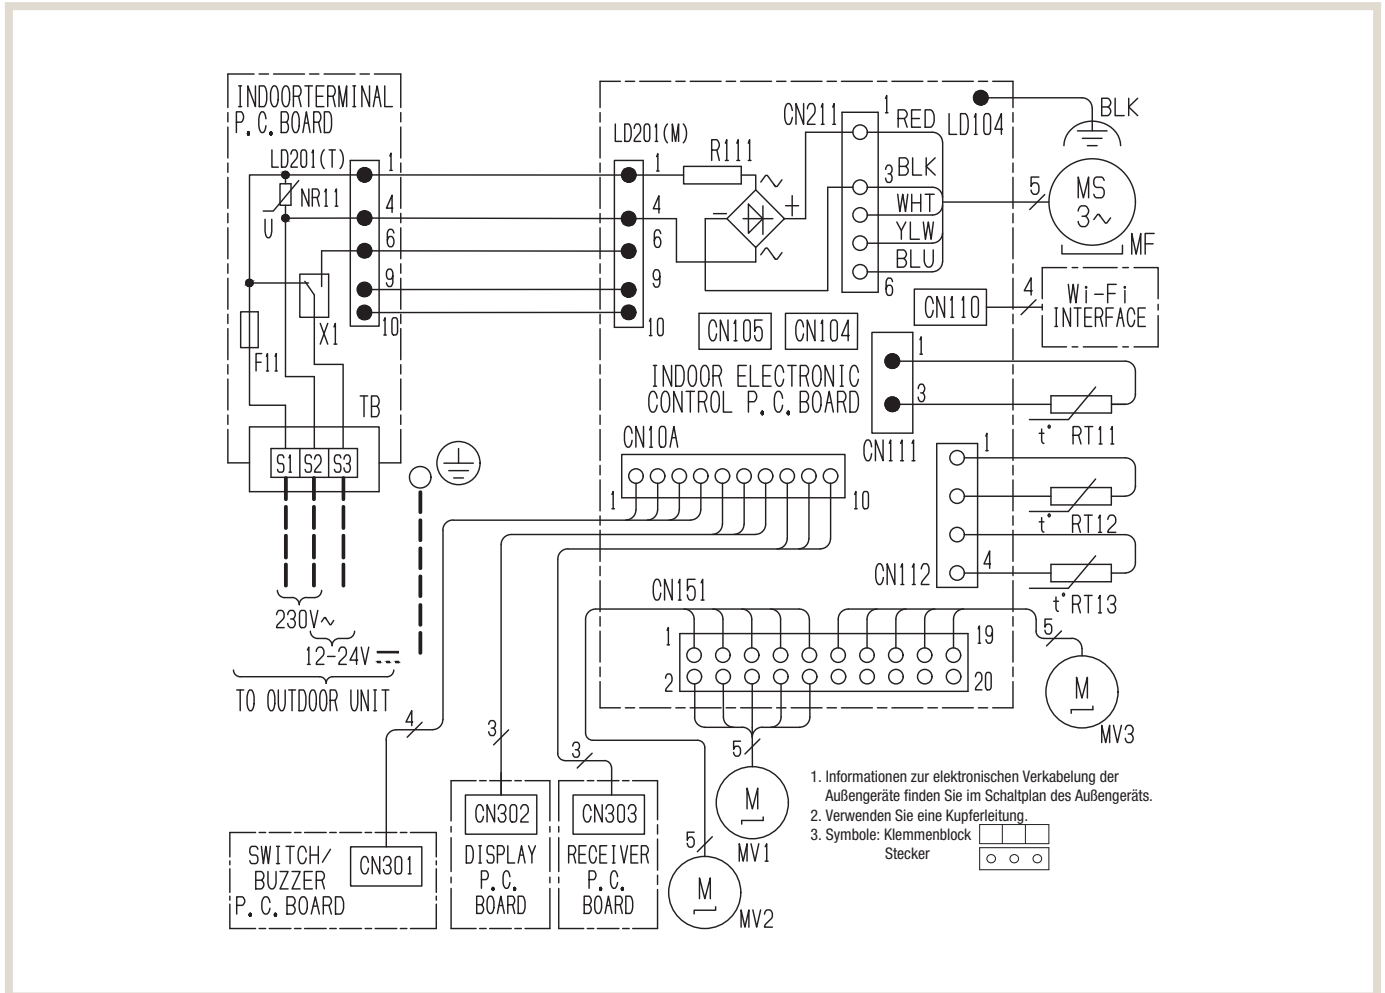 INDOORTERMINAL
P.C.BOARD
LD201(T)
1
NR11
U
4
6
9
10
X1
F11
TB
S1 S2 S3
230V~
12-24V
TO OUTDOOR UNIT
LD201(M)
1
4
6
9
10
R111
~
-
+
~
CN211
1
RED
3
BLK
WHT
YLW
BLU
6
LD104
BLK
5
MS
3~
MF
CN110
4
Wi-Fi
INTERFACE
CN105
CN104
INDOOR ELECTRONIC
CONTROL P.C.BOARD
1
3
CN111
t°
RT11
CN10A
1
10
1
4
CN112
t°
RT12
t°
RT13
CN151
1
19
2
20
5
M
MV3
4
3
3
5
M
MV1
5
M
MV2
CN301
SWITCH/
BUZZER
P.C.BOARD
CN302
DISPLAY
P.C.
BOARD
CN303
RECEIVER
P.C.
BOARD
1. Informationen zur elektronischen Verkabelung der
Außengeräte finden Sie im Schaltplan des Außengeräts.
2. Verwenden Sie eine Kupferleitung.
3. Symbole: Klemmenblock
Stecker